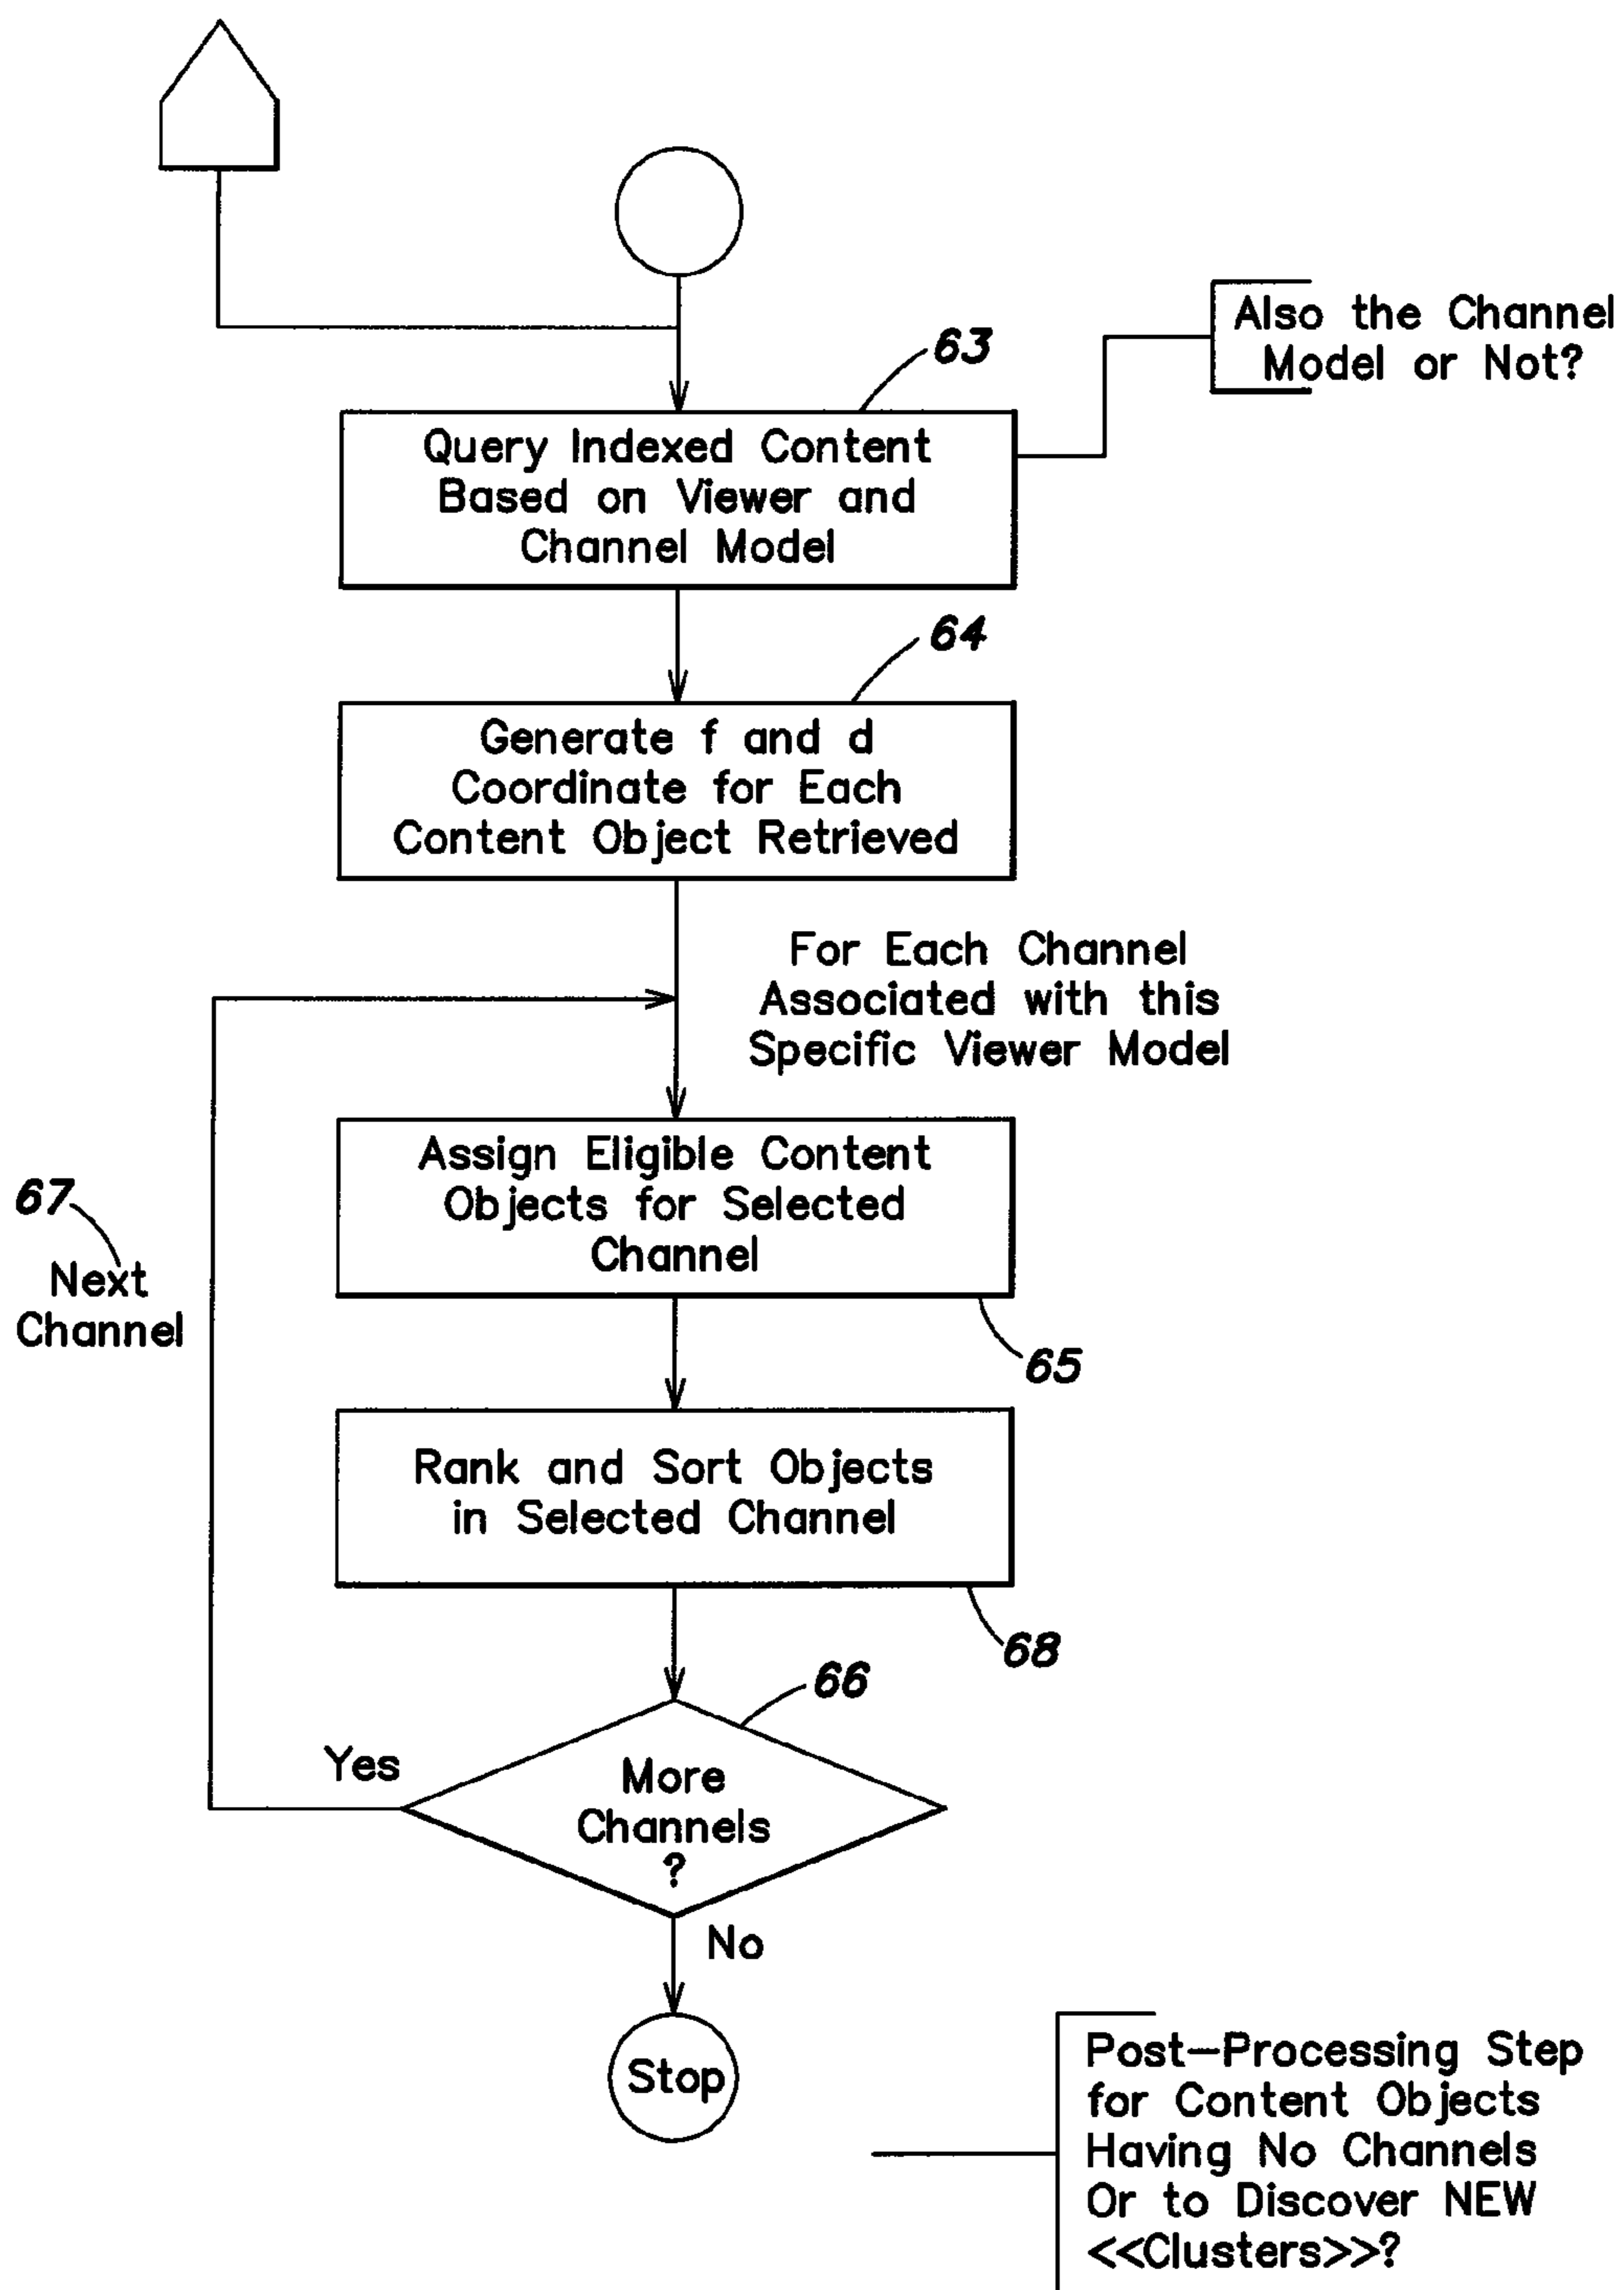 63
Also the Channel
Model or Not?
Query Indexed Content
Based on Viewer and
Channel Model
64
Generate f and d
Coordinate for Each
Content Object Retrieved
For Each Channel
Associated with this
Specific Viewer Model
Assign Eligible Content
Objects for Selected
Channel
67
Next
Channel
65
Rank and Sort Objects
in Selected Channel
68
66
Yes
More
Channels
?
No
Stop
Post-Processing Step
for Content Objects
Having No Channels
Or to Discover NEW
<<Clusters>>?